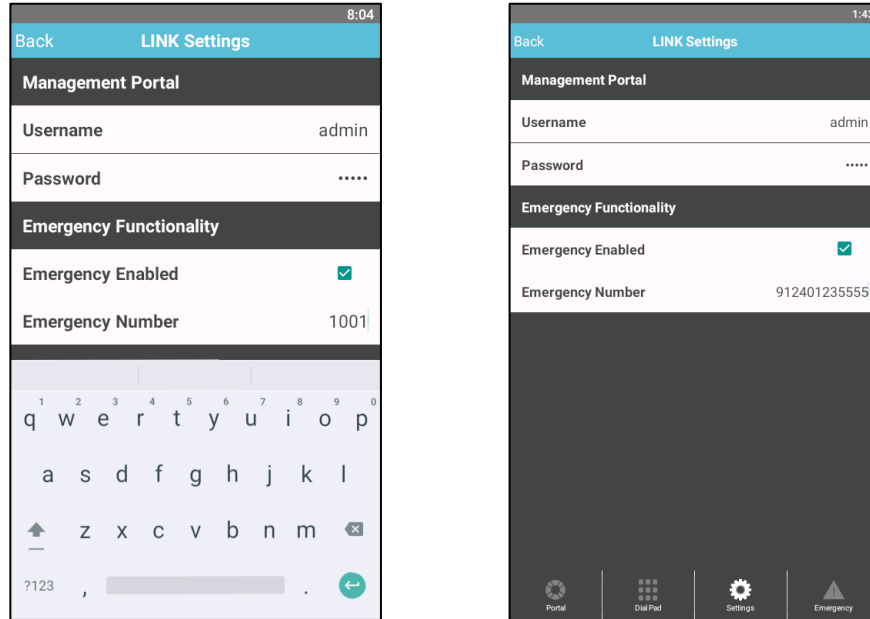 8:04
Back LINK Settings
Management Portal
Username admin
Password •••••
Emergency Functionality
Emergency Enabled
Emergency Number 1001
1 2 3 4 5 6 7 8 9 0
q w e r t y u i o p
a s d f g h j k l
z x c v b n m
?123 , .
1:43
Back LINK Settings
Management Portal
Username admin
Password •••••
Emergency Functionality
Emergency Enabled
Emergency Number 912401235555
Portal Dial Pad Settings Emergency